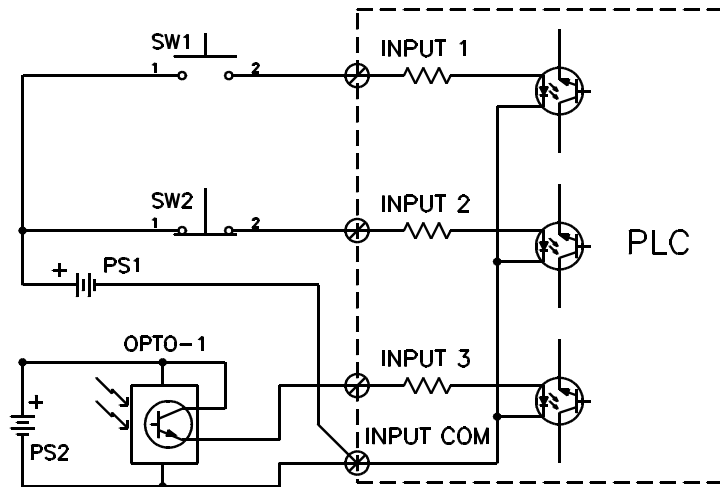 SW1
1 2
INPUT 1
SW2
1 2
INPUT 2
PLC
+ PS1
OPTO-1
INPUT 3
+
PS2
INPUT COM